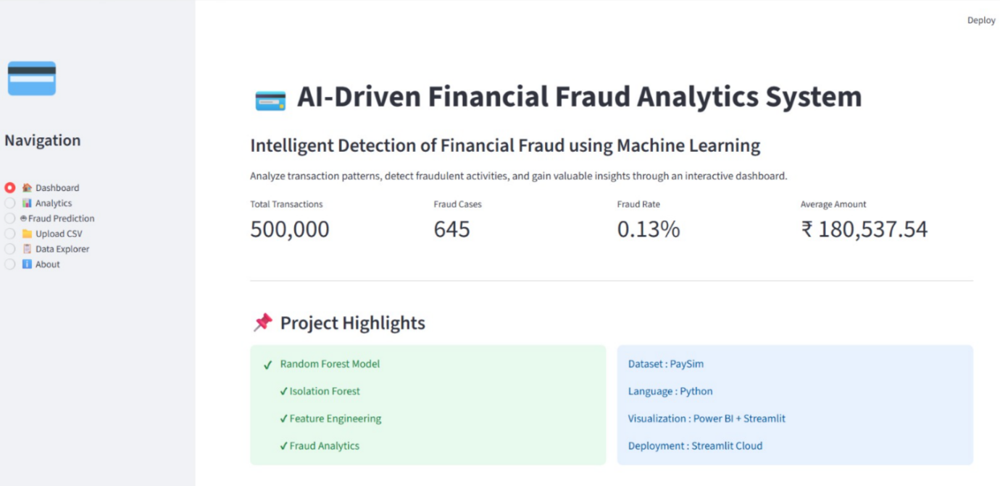 Deploy
Navigation
Dashboard
Analytics
Fraud Prediction
Upload CSV
Data Explorer
About
AI-Driven Financial Fraud Analytics System
Intelligent Detection of Financial Fraud using Machine Learning
Analyze transaction patterns, detect fraudulent activities, and gain valuable insights through an interactive dashboard.
Total Transactions
500,000
Fraud Cases
645
Fraud Rate
0.13%
Average Amount
₹ 180,537.54
Project Highlights
✓ Random Forest Model
✓ Isolation Forest
✓ Feature Engineering
✓ Fraud Analytics
Dataset : PaySim
Language : Python
Visualization : Power BI + Streamlit
Deployment : Streamlit Cloud